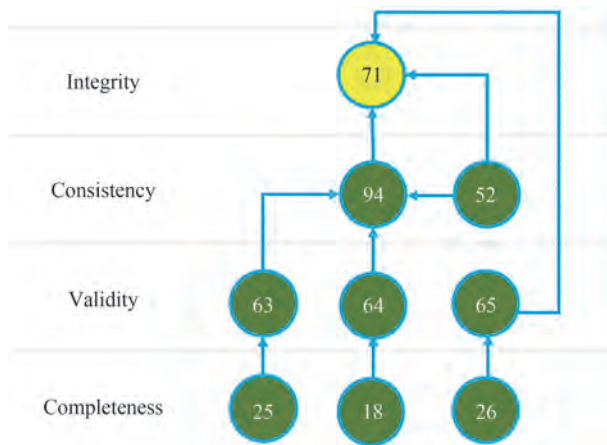 Integrity
71
Consistency
94
52
Validity
63
64
65
Completeness
25
18
26